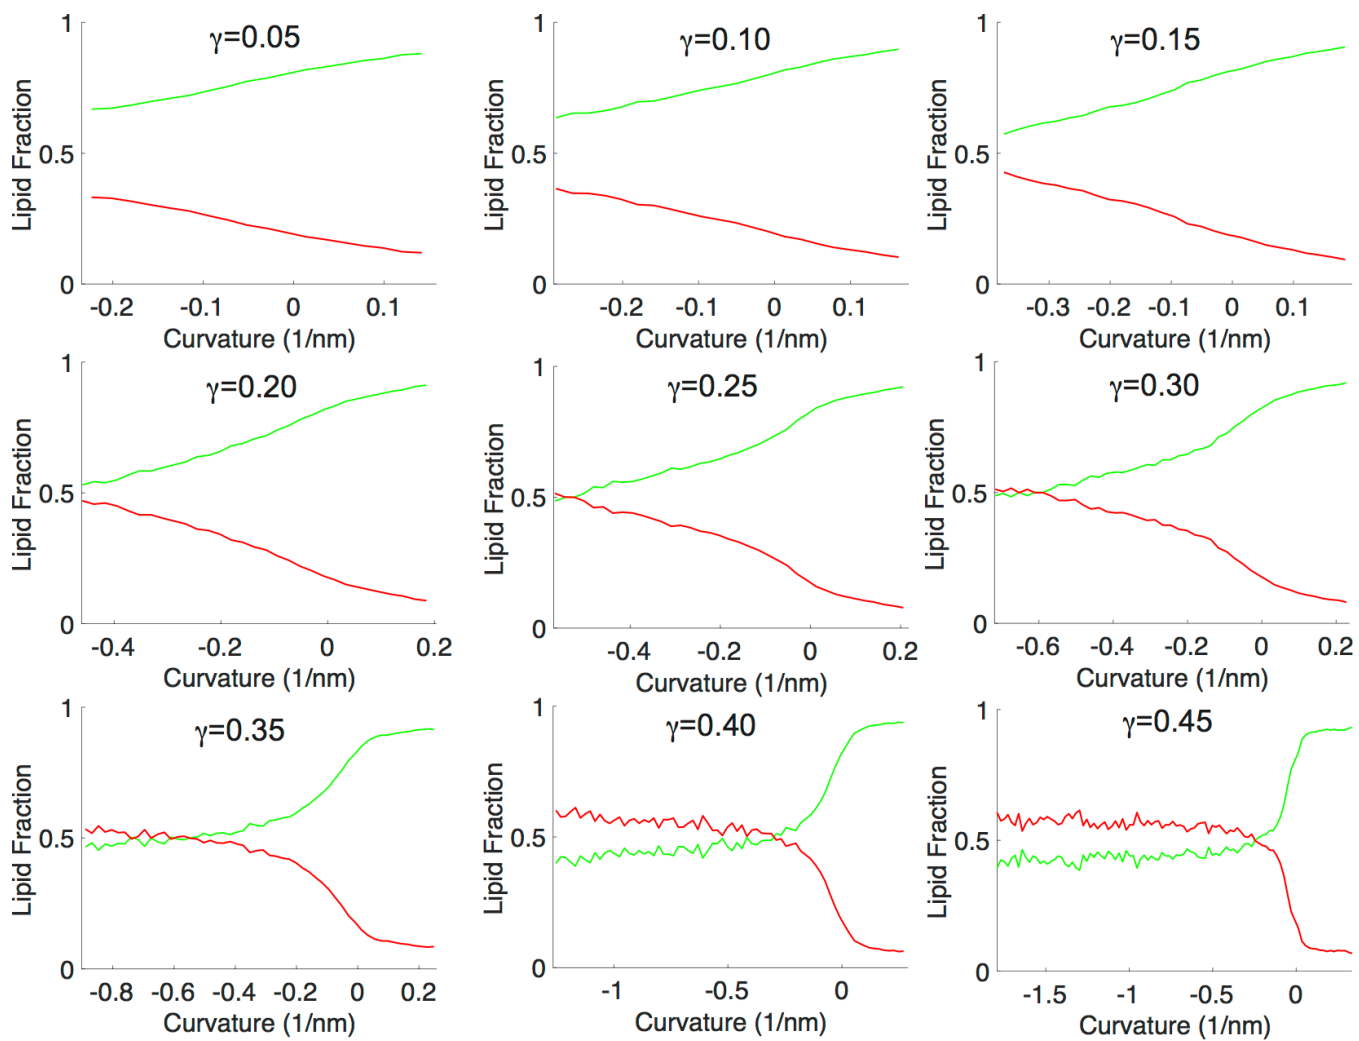 1
γ=0.05
Lipid Fraction
0.5
0
-0.2 -0.1 0 0.1
Curvature (1/nm)
1
γ=0.10
Lipid Fraction
0.5
0
-0.2 -0.1 0 0.1
Curvature (1/nm)
1
γ=0.15
Lipid Fraction
0.5
0
-0.3 -0.2 -0.1 0 0.1
Curvature (1/nm)
1
γ=0.20
Lipid Fraction
0.5
0
-0.4 -0.2 0 0.2
Curvature (1/nm)
1
γ=0.25
Lipid Fraction
0.5
0
-0.4 -0.2 0 0.2
Curvature (1/nm)
1
γ=0.30
Lipid Fraction
0.5
0
-0.6 -0.4 -0.2 0 0.2
Curvature (1/nm)
1
γ=0.35
Lipid Fraction
0.5
0
-0.8 -0.6 -0.4 -0.2 0 0.2
Curvature (1/nm)
1
γ=0.40
Lipid Fraction
0.5
0
-1 -0.5 0
Curvature (1/nm)
1
γ=0.45
Lipid Fraction
0.5
0
-1.5 -1 -0.5 0
Curvature (1/nm)